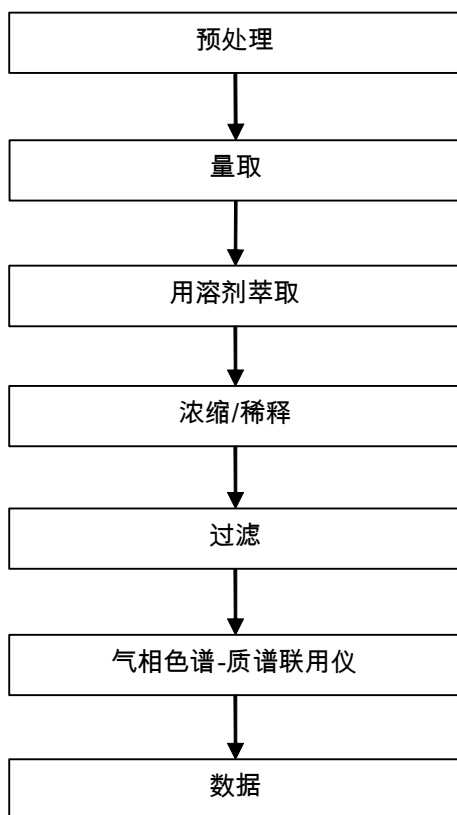 预处理
量取
用溶剂萃取
浓缩/稀释
过滤
气相色谱-质谱联用仪
数据